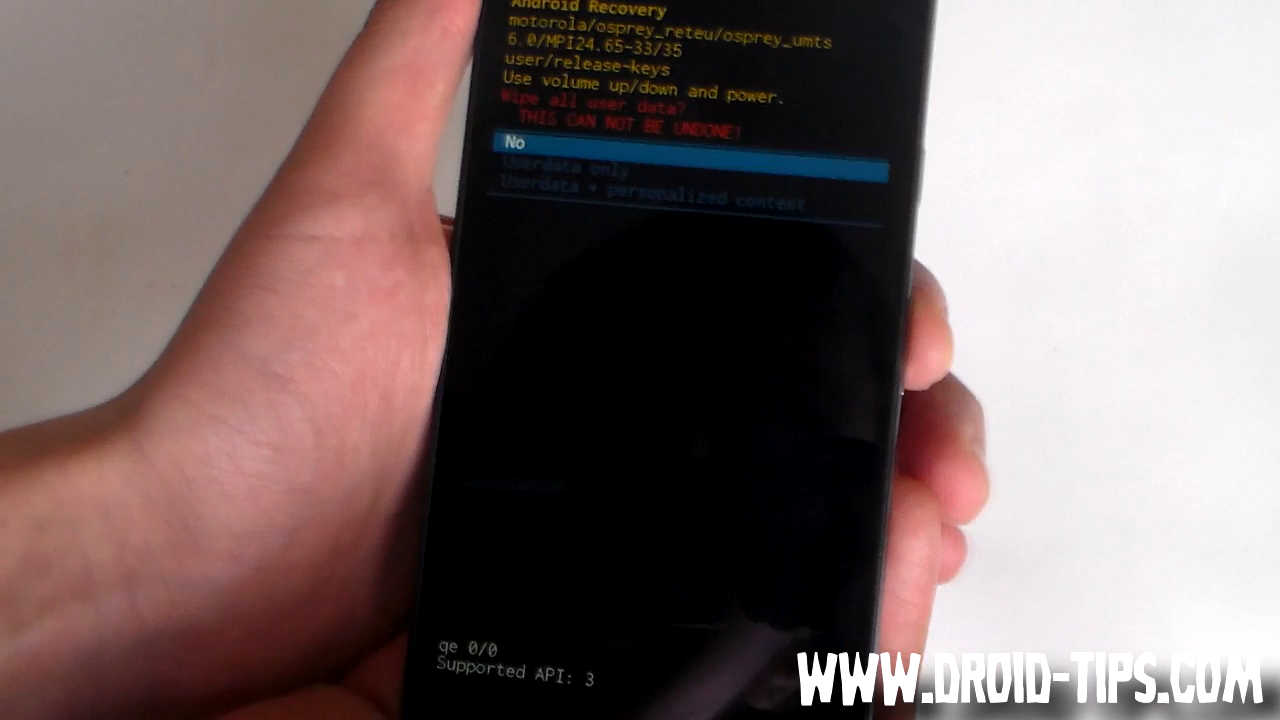 Android Recovery
motorola/osprey_reteu/osprey_umts
6.0/MPI24.65-33/35
user/release-keys
Use volume up/down and power.
Wipe all user data?
THIS CAN NOT BE UNDONE!
No
Userdata only
Userdata + personalized content
qe 0/0
Supported API: 3
WWW.DROID-TIPS.COM